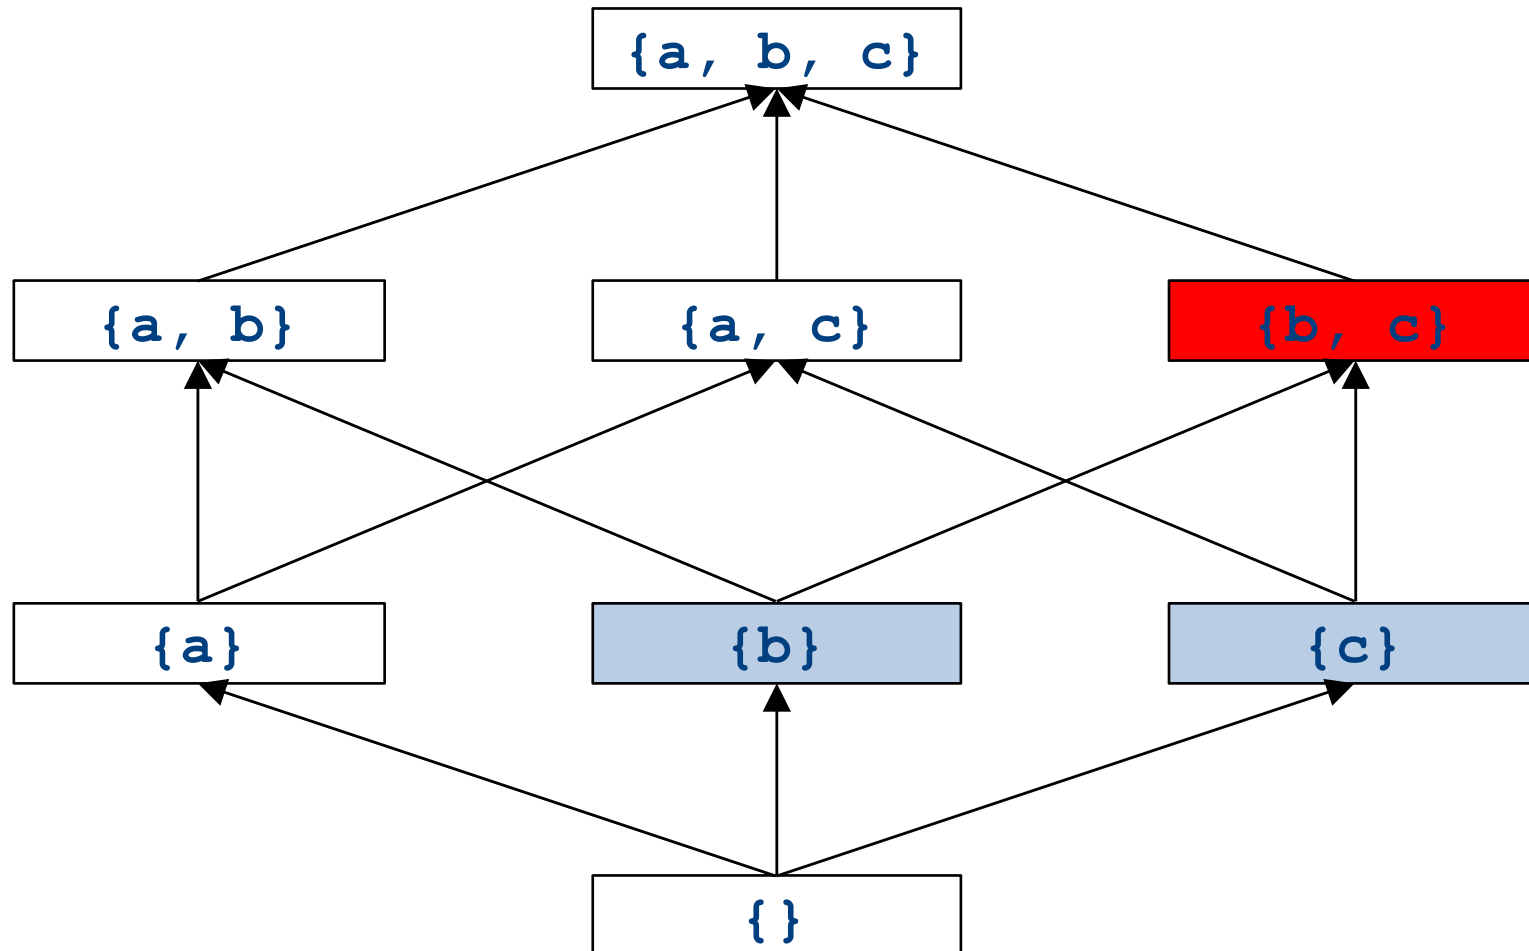 {a, b, c}
{a, b}
{a, c}
{b, c}
{a}
{b}
{c}
{}